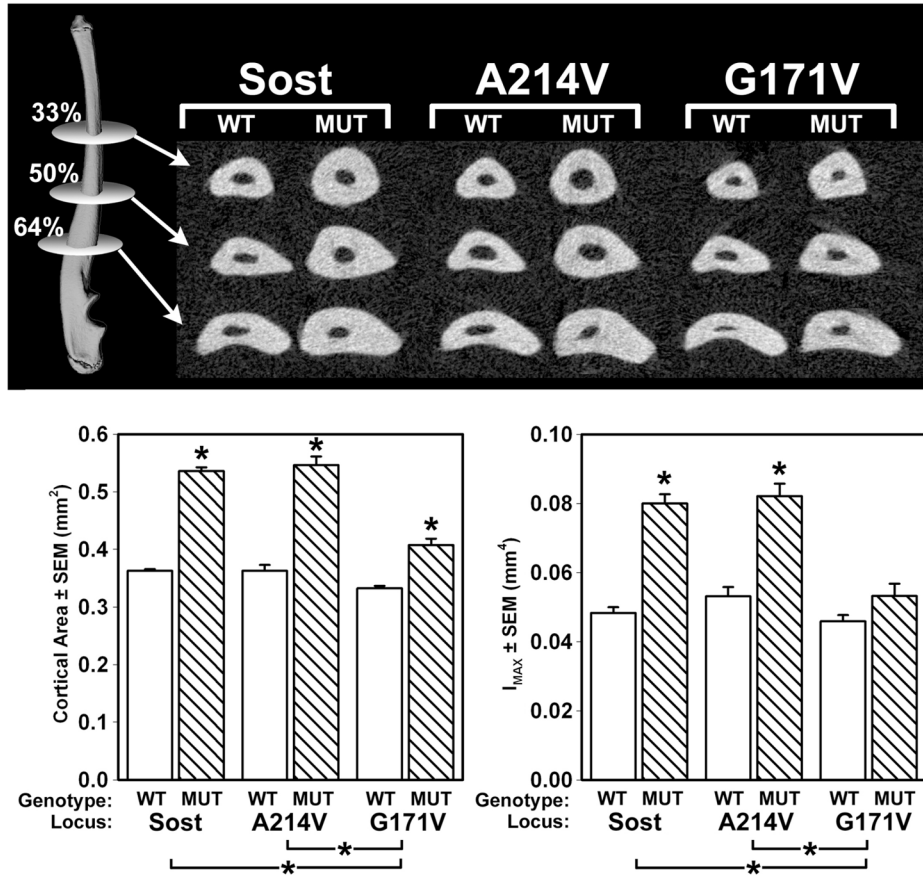 Sost A214V G171V
WT MUT WT MUT WT MUT
33%
50%
64%
Cortical Area ± SEM (mm²)
0.6
0.5
0.4
0.3
0.2
0.1
0.0
* * *
Genotype: WT MUT WT MUT WT MUT
Locus: Sost A214V G171V
*
*
I_MAX ± SEM (mm⁴)
0.10
0.08
0.06
0.04
0.02
0.00
* *
Genotype: WT MUT WT MUT WT MUT
Locus: Sost A214V G171V
*
*